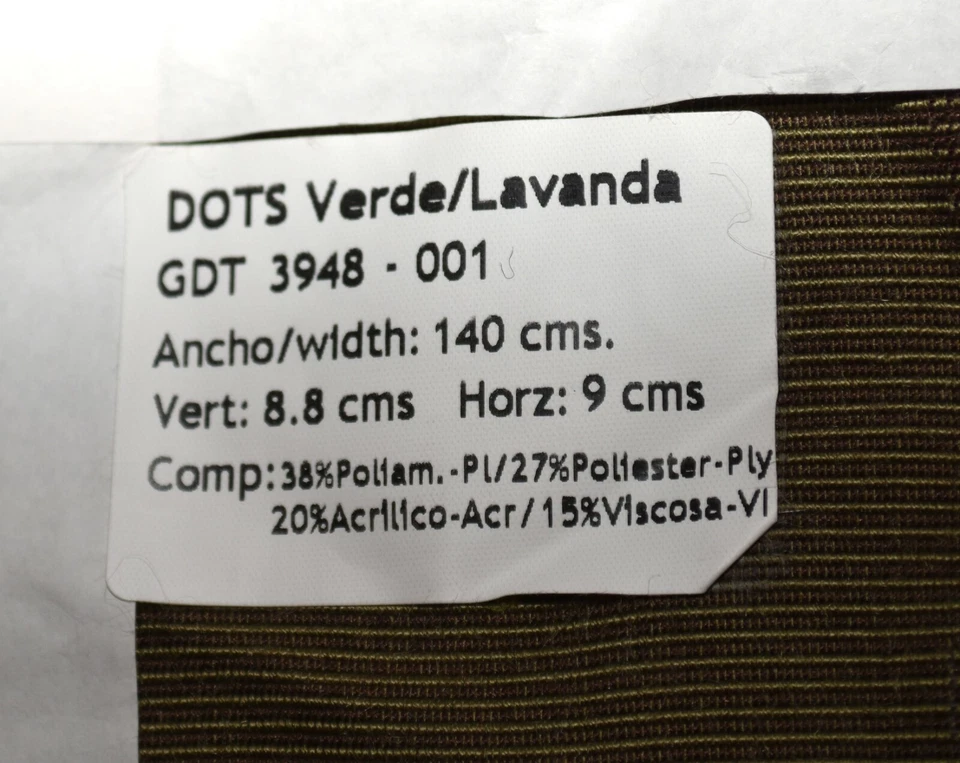 DOTS Verde/Lavanda
GDT 3948 - 001
Ancho/width: 140 cms.
Vert: 8.8 cms Horz: 9 cms
Comp:38%Poliam.-Pl/27%Poliester-Ply
20%Acrilico-Acr/15%Viscosa-VI